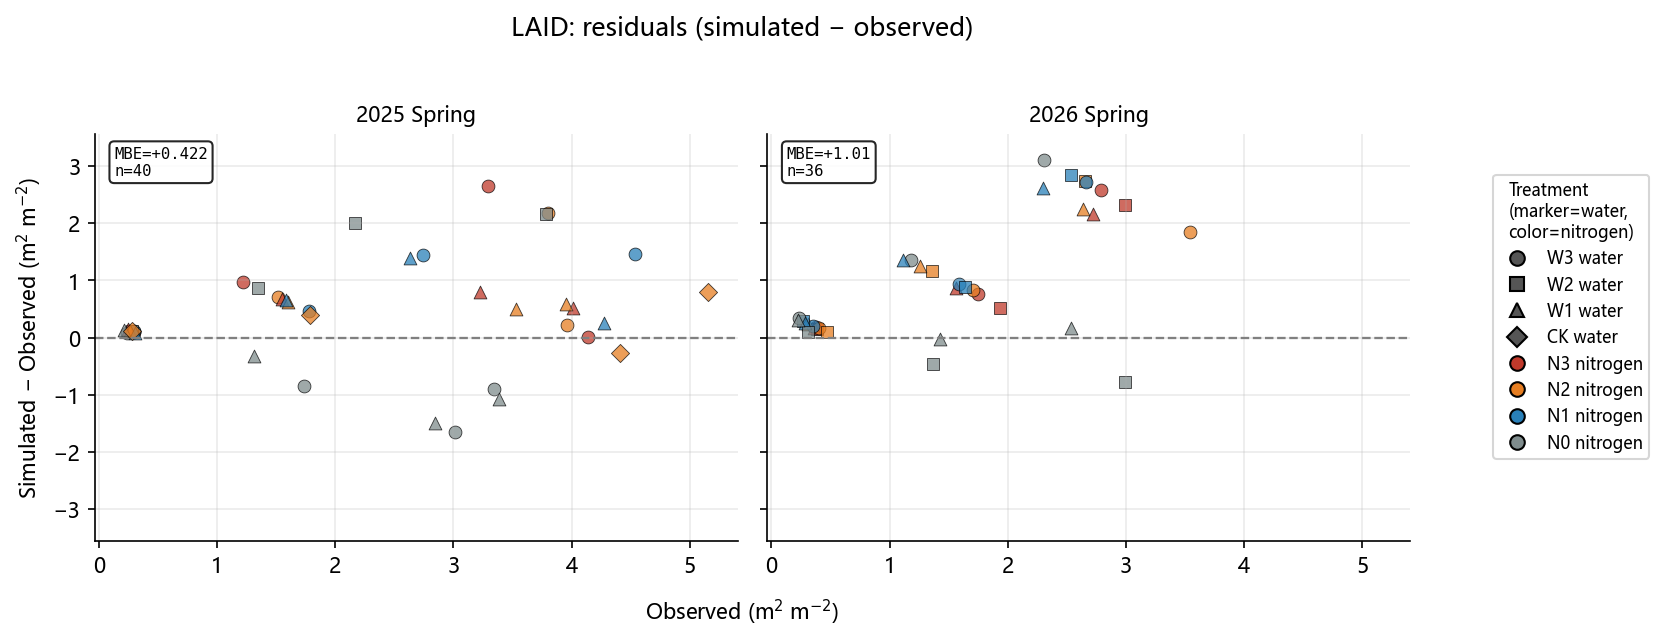 LAID: residuals (simulated − observed)
2025 Spring
2026 Spring
MBE=+0.422
n=40
MBE=+1.01
n=36
Simulated − Observed (m² m⁻²)
3
2
1
0
−1
−2
−3
0 1 2 3 4 5
0 1 2 3 4 5
Observed (m² m⁻²)
Treatment
(marker=water,
color=nitrogen)
W3 water
W2 water
W1 water
CK water
N3 nitrogen
N2 nitrogen
N1 nitrogen
N0 nitrogen